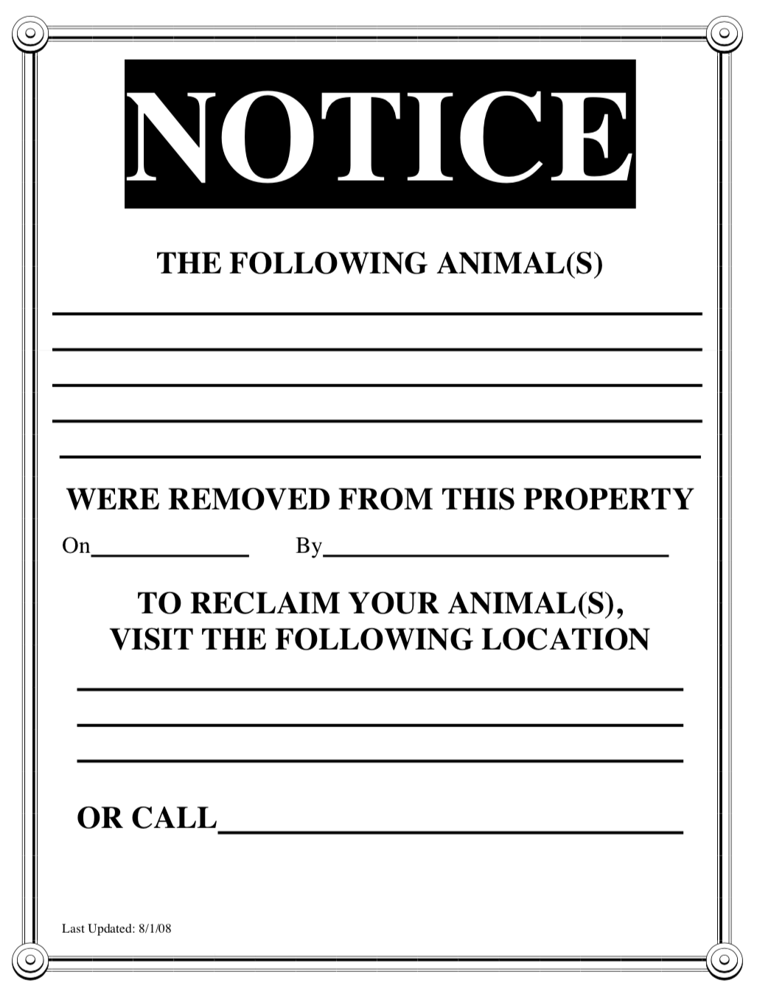 NOTICE
THE FOLLOWING ANIMAL(S)
WERE REMOVED FROM THIS PROPERTY
On By
TO RECLAIM YOUR ANIMAL(S),
VISIT THE FOLLOWING LOCATION
OR CALL
Last Updated: 8/1/08